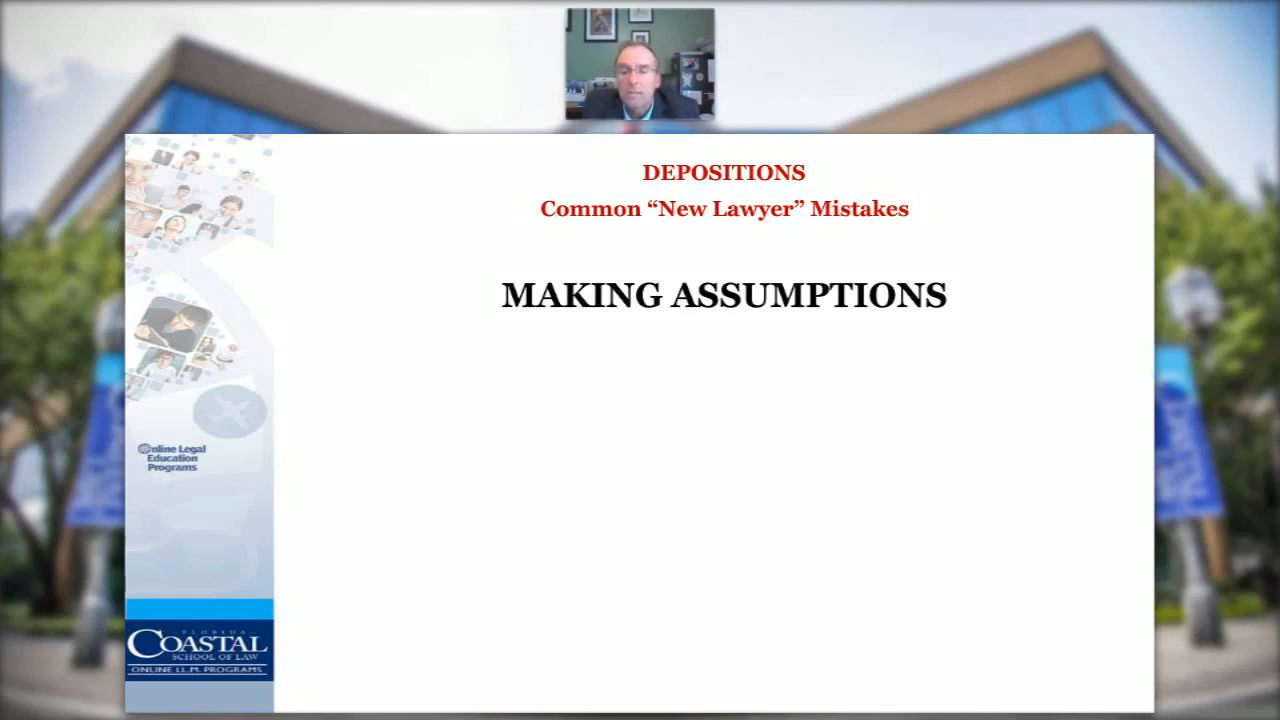 DEPOSITIONS
Common “New Lawyer” Mistakes
MAKING ASSUMPTIONS
Online Legal
Education
Programs
FLORIDA
COASTAL
SCHOOL OF LAW
ONLINE LL.M. PROGRAMS